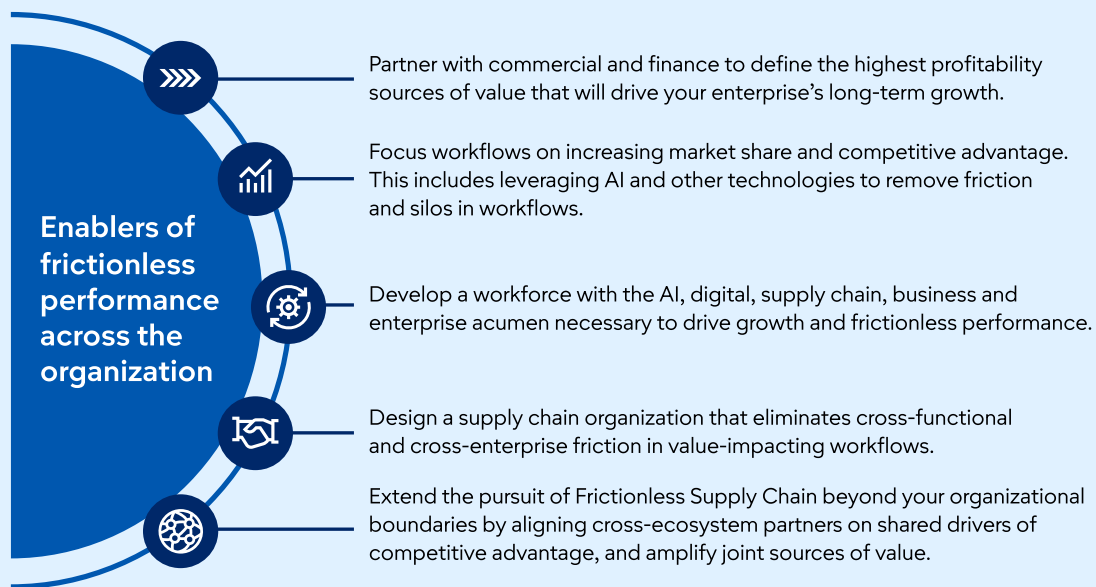 Enablers of
frictionless
performance
across the
organization
Partner with commercial and finance to define the highest profitability
sources of value that will drive your enterprise’s long-term growth.
Focus workflows on increasing market share and competitive advantage.
This includes leveraging AI and other technologies to remove friction
and silos in workflows.
Develop a workforce with the AI, digital, supply chain, business and
enterprise acumen necessary to drive growth and frictionless performance.
Design a supply chain organization that eliminates cross-functional
and cross-enterprise friction in value-impacting workflows.
Extend the pursuit of Frictionless Supply Chain beyond your organizational
boundaries by aligning cross-ecosystem partners on shared drivers of
competitive advantage, and amplify joint sources of value.